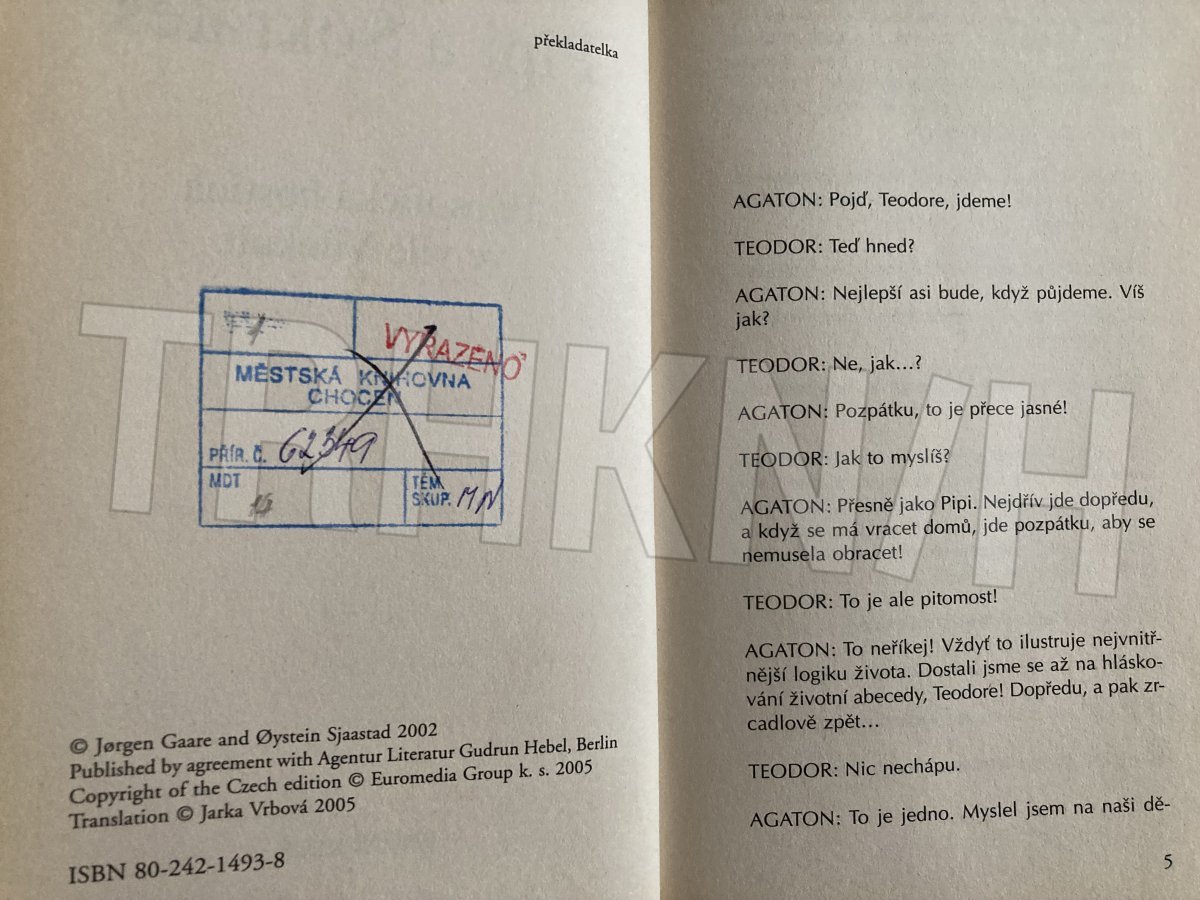 překladatelka
VYŘAZENO
MĚSTSKÁ KNIHOVNA
CHOCEŇ
PŘÍR. Č. 62349
MDT
TÉM.
SKUP. MN
© Jørgen Gaare and Øystein Sjaastad 2002
Published by agreement with Agentur Literatur Gudrun Hebel, Berlin
Copyright of the Czech edition © Euromedia Group k. s. 2005
Translation © Jarka Vrbová 2005
ISBN 80-242-1493-8
AGATON: Pojď, Teodore, jdeme!
TEODOR: Teď hned?
AGATON: Nejlepší asi bude, když půjdeme. Víš
jak?
TEODOR: Ne, jak…?
AGATON: Pozpátku, to je přece jasné!
TEODOR: Jak to myslíš?
AGATON: Přesně jako Pipi. Nejdřív jde dopředu,
a když se má vracet domů, jde pozpátku, aby se
nemusela obracet!
TEODOR: To je ale pitomost!
AGATON: To neříkej! Vždyť to ilustruje nejvnitř-
nější logiku života. Dostali jsme se až na hlásko-
vání životní abecedy, Teodore! Dopředu, a pak zr-
cadlově zpět…
TEODOR: Nic nechápu.
AGATON: To je jedno. Myslel jsem na naši dě-
5